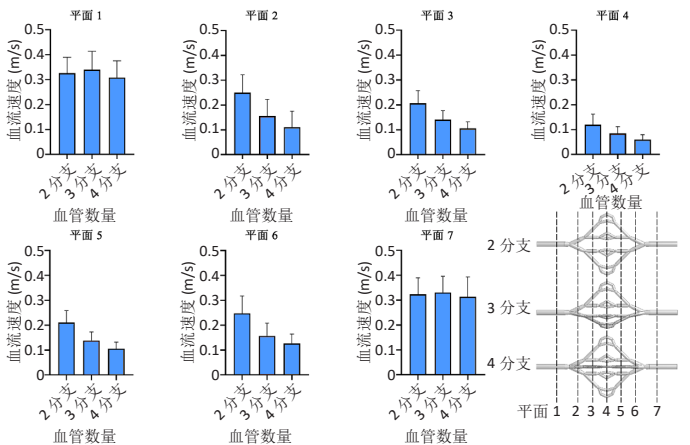 平面 1
0.5
0.4
0.3
0.2
0.1
0
血流速度 (m/s)
2 分支
3 分支
4 分支
血管数量
平面 2
0.5
0.4
0.3
0.2
0.1
0
血流速度 (m/s)
2 分支
3 分支
4 分支
血管数量
平面 3
0.5
0.4
0.3
0.2
0.1
0
血流速度 (m/s)
2 分支
3 分支
4 分支
血管数量
平面 4
0.5
0.4
0.3
0.2
0.1
0
血流速度 (m/s)
2 分支
3 分支
4 分支
血管数量
平面 5
0.5
0.4
0.3
0.2
0.1
0
血流速度 (m/s)
2 分支
3 分支
4 分支
血管数量
平面 6
0.5
0.4
0.3
0.2
0.1
0
血流速度 (m/s)
2 分支
3 分支
4 分支
血管数量
平面 7
0.5
0.4
0.3
0.2
0.1
0
血流速度 (m/s)
2 分支
3 分支
4 分支
血管数量
2 分支
3 分支
4 分支
平面 1 2 3 4 5 6 7